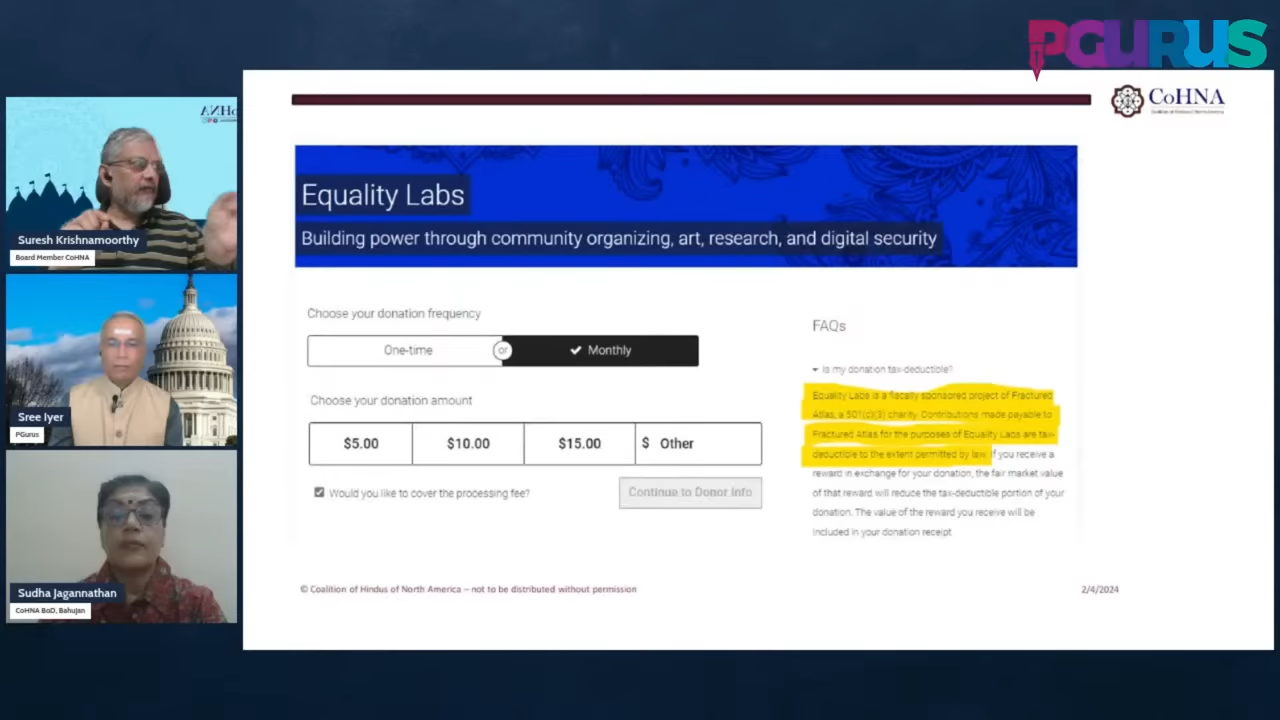 PGURUS
CoHNA
Coalition of Hindus of North America
CoHNA
Suresh Krishnamoorthy
Board Member CoHNA
Sree Iyer
PGurus
Sudha Jagannathan
CoHNA BoD, Bahujan
Equality Labs
Building power through community organizing, art, research, and digital security
Choose your donation frequency
One-time
or
✔ Monthly
Choose your donation amount
$5.00
$10.00
$15.00
$ Other
Would you like to cover the processing fee?
Continue to Donor Info
FAQs
Is my donation tax-deductible?
Equality Labs is a fiscally sponsored project of Fractured
Atlas, a 501(c)(3) charity. Contributions made payable to
Fractured Atlas for the purposes of Equality Labs are tax-
deductible to the extent permitted by law. If you receive a
reward in exchange for your donation, the fair market value
of that reward will reduce the tax-deductible portion of your
donation. The value of the reward you receive will be
included in your donation receipt.
© Coalition of Hindus of North America – not to be distributed without permission
2/4/2024